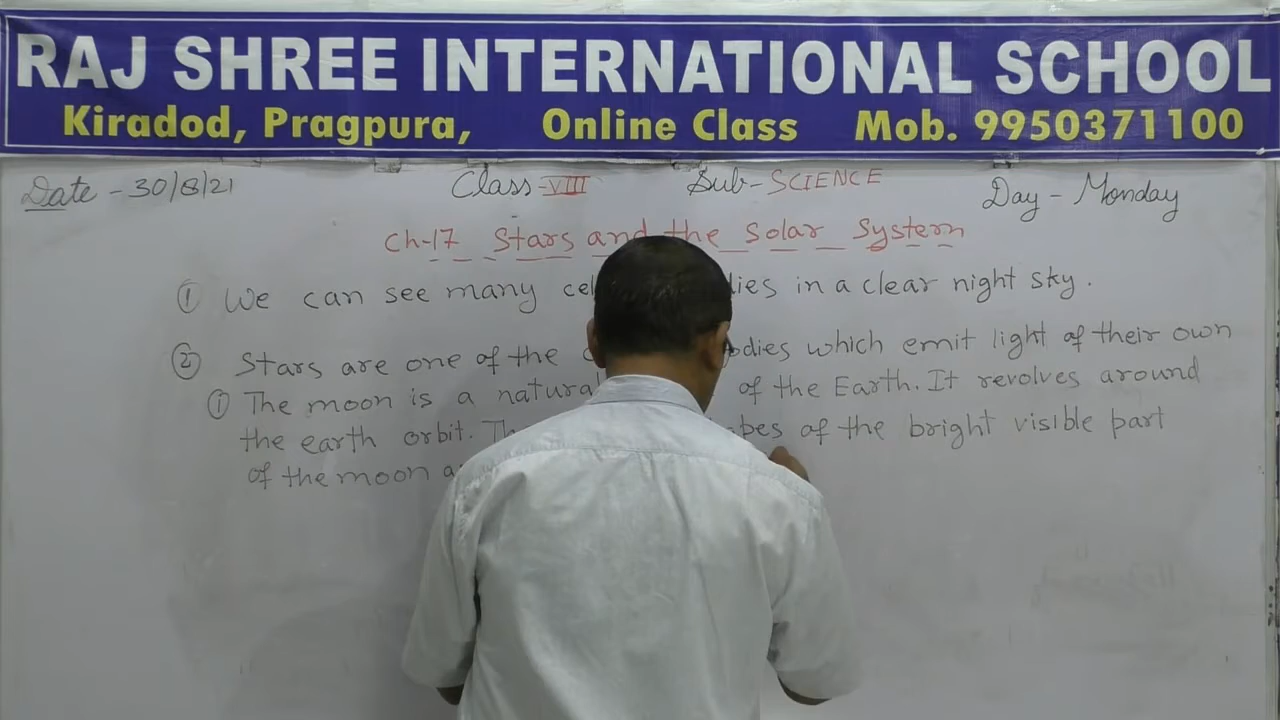 RAJ SHREE INTERNATIONAL SCHOOL
Kiradod, Pragpura, Online Class Mob. 9950371100
Date - 30/8/21 Class-VIII Sub-SCIENCE Day - Monday
Ch-17 Stars and the Solar System
① We can see many in a clear night sky.
② Stars are one of the which emit light of their own
① The moon is a natural of the Earth. It revolves around
the earth orbit. of the bright visible part
of the moon